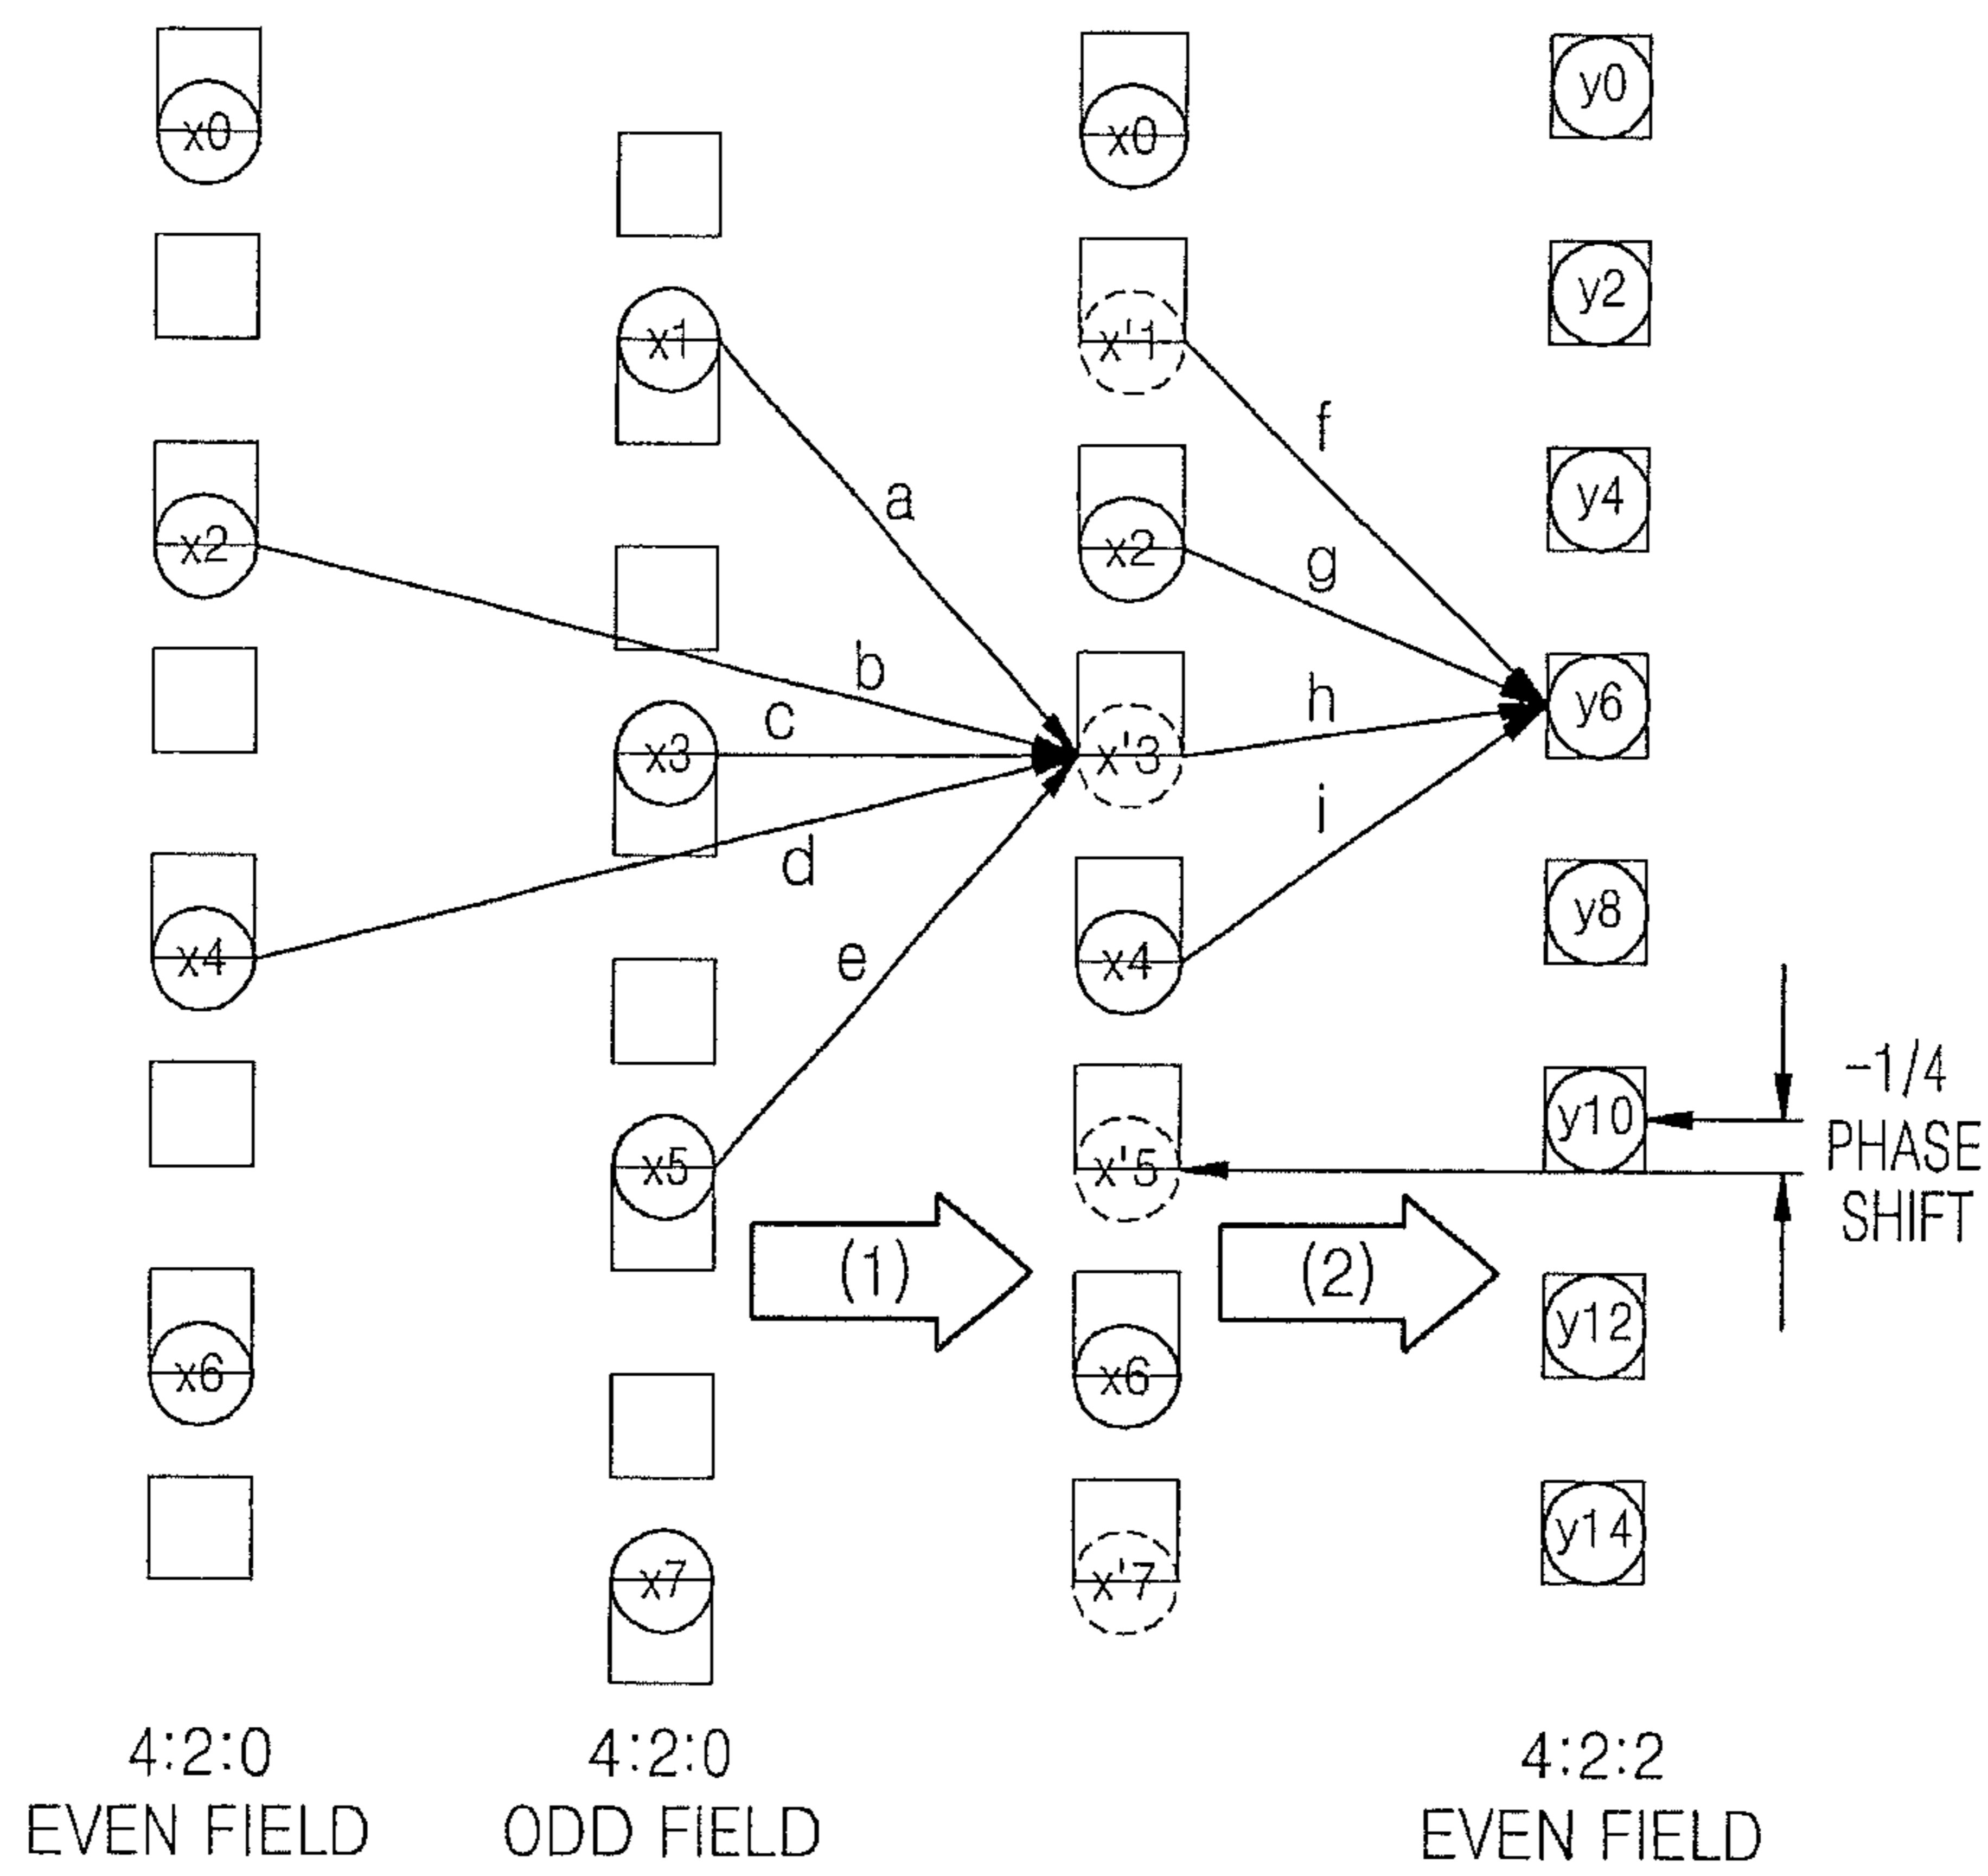 x0
x2
x4
x6
4:2:0
EVEN FIELD
x1
x3
x5
x7
4:2:0
ODD FIELD
a
b
c
d
e
(1)
x0
x'1
x2
x'3
x4
x'5
x6
x'7
f
g
h
i
(2)
y0
y2
y4
y6
y8
y10
y12
y14
4:2:2
EVEN FIELD
-1/4
PHASE
SHIFT